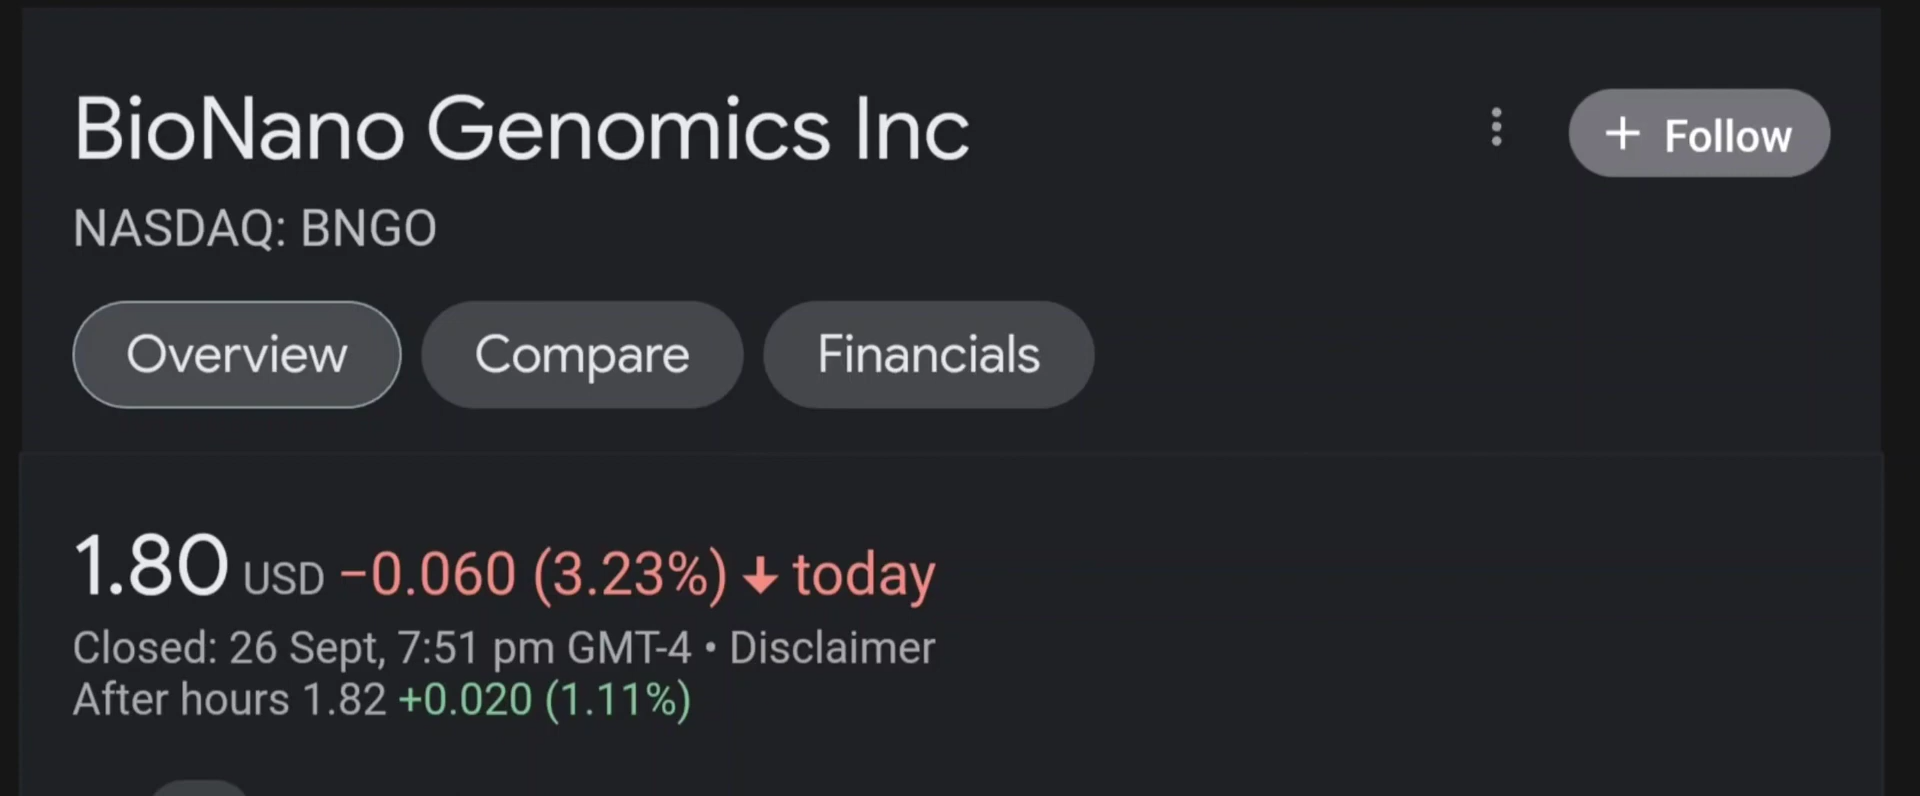 BioNano Genomics Inc
+ Follow
NASDAQ: BNGO
Overview
Compare
Financials
1.80 USD −0.060 (3.23%) ↓ today
Closed: 26 Sept, 7:51 pm GMT-4 • Disclaimer
After hours 1.82 +0.020 (1.11%)